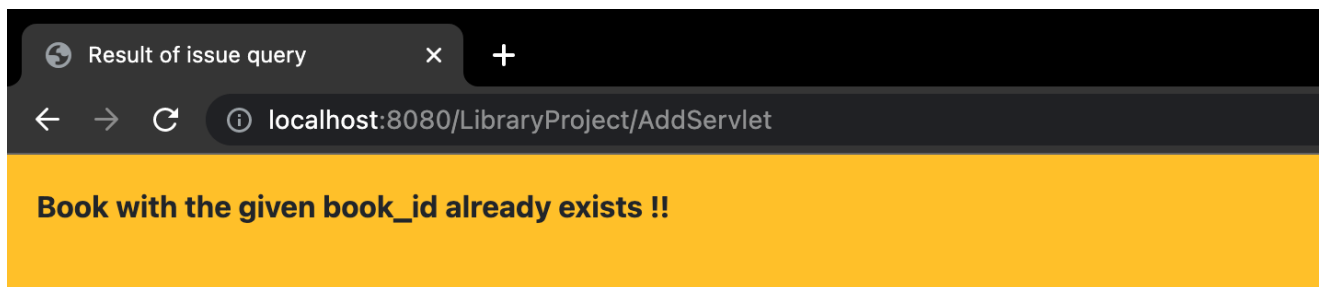 Result of issue query
localhost:8080/LibraryProject/AddServlet
Book with the given book_id already exists !!